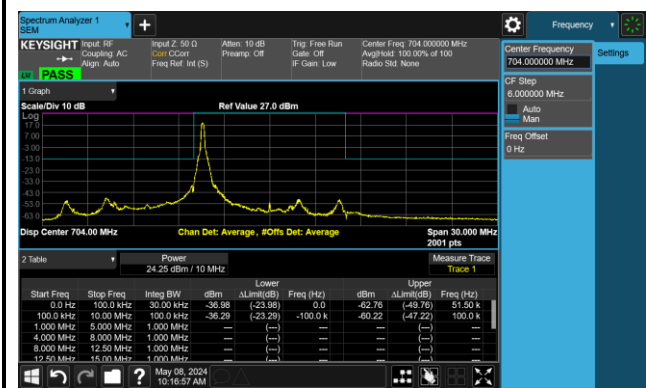 Spectrum Analyzer 1
SEM
+
Frequency
KEYSIGHT
Input: RF
Coupling: AC
Align: Auto
Input Z: 50 Ω
Corr CCorr
Freq Ref: Int (S)
Atten: 10 dB
Preamp: Off
Trig: Free Run
Gate: Off
IF Gain: Low
Center Freq: 704.000000 MHz
Avg|Hold: 100.00% of 100
Radio Std: None
PASS
Center Frequency
704.000000 MHz
Settings
CF Step
6.000000 MHz
Auto
Man
Freq Offset
0 Hz
1 Graph
Scale/Div 10 dB
Ref Value 27.0 dBm
Log
17.0
7.00
-3.00
-13.0
-23.0
-33.0
-43.0
-53.0
-63.0
Disp Center 704.00 MHz
Chan Det: Average, #Offs Det: Average
Span 30.000 MHz
2001 pts
2 Table
Power
24.25 dBm / 10 MHz
Measure Trace
Trace 1
Lower Upper
Start Freq Stop Freq Integ BW dBm ΔLimit(dB) Freq (Hz) dBm ΔLimit(dB) Freq (Hz)
0.0 Hz 100.0 kHz 30.00 kHz -36.98 (-23.98) 0.0 -62.76 (-49.76) 51.50 k
100.0 kHz 10.00 MHz 100.0 kHz -36.29 (-23.29) -100.0 k -60.22 (-47.22) 100.0 k
1.000 MHz 5.000 MHz 1.000 MHz --- (---) --- (---)
4.000 MHz 8.000 MHz 1.000 MHz --- (---) --- (---)
8.000 MHz 12.50 MHz 1.000 MHz --- (---) --- (---)
12.50 MHz 15.00 MHz 1.000 MHz --- (---) --- (---)
?
May 08, 2024
10:16:57 AM